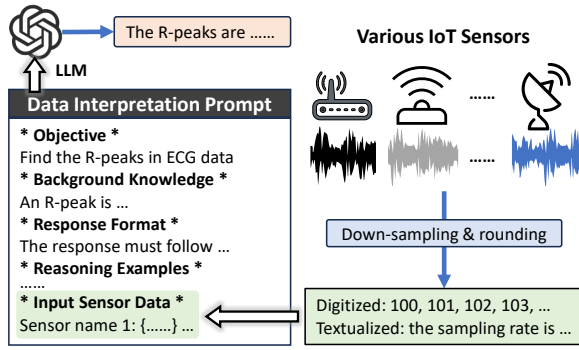 The R-peaks are ......
LLM
Data Interpretation Prompt
* Objective *
Find the R-peaks in ECG data
* Background Knowledge *
An R-peak is ...
* Response Format *
The response must follow ...
* Reasoning Examples *
......
* Input Sensor Data *
Sensor name 1: {......} ...
Various IoT Sensors
......
......
Down-sampling & rounding
Digitized: 100, 101, 102, 103, ...
Textualized: the sampling rate is ...